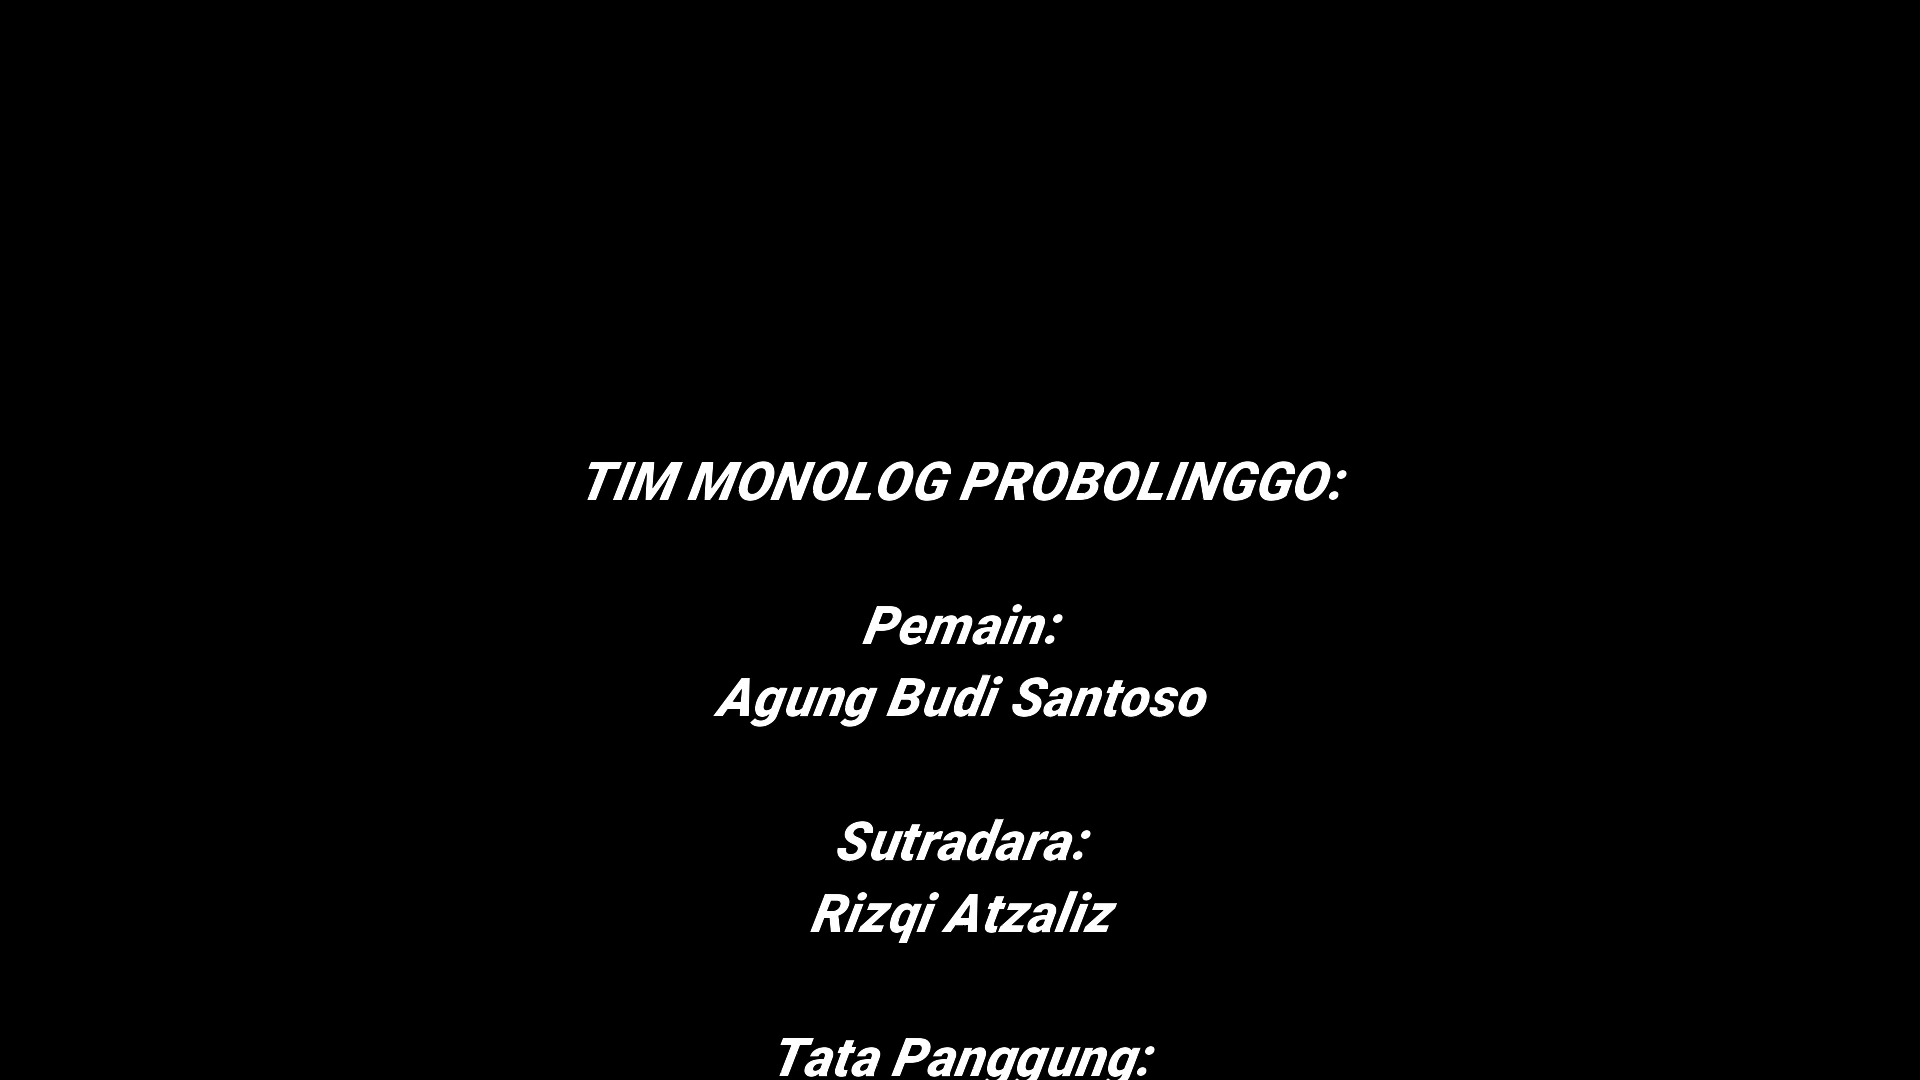 TIM MONOLOG PROBOLINGGO:
Pemain:
Agung Budi Santoso
Sutradara:
Rizqi Atzaliz
Tata Panggung: